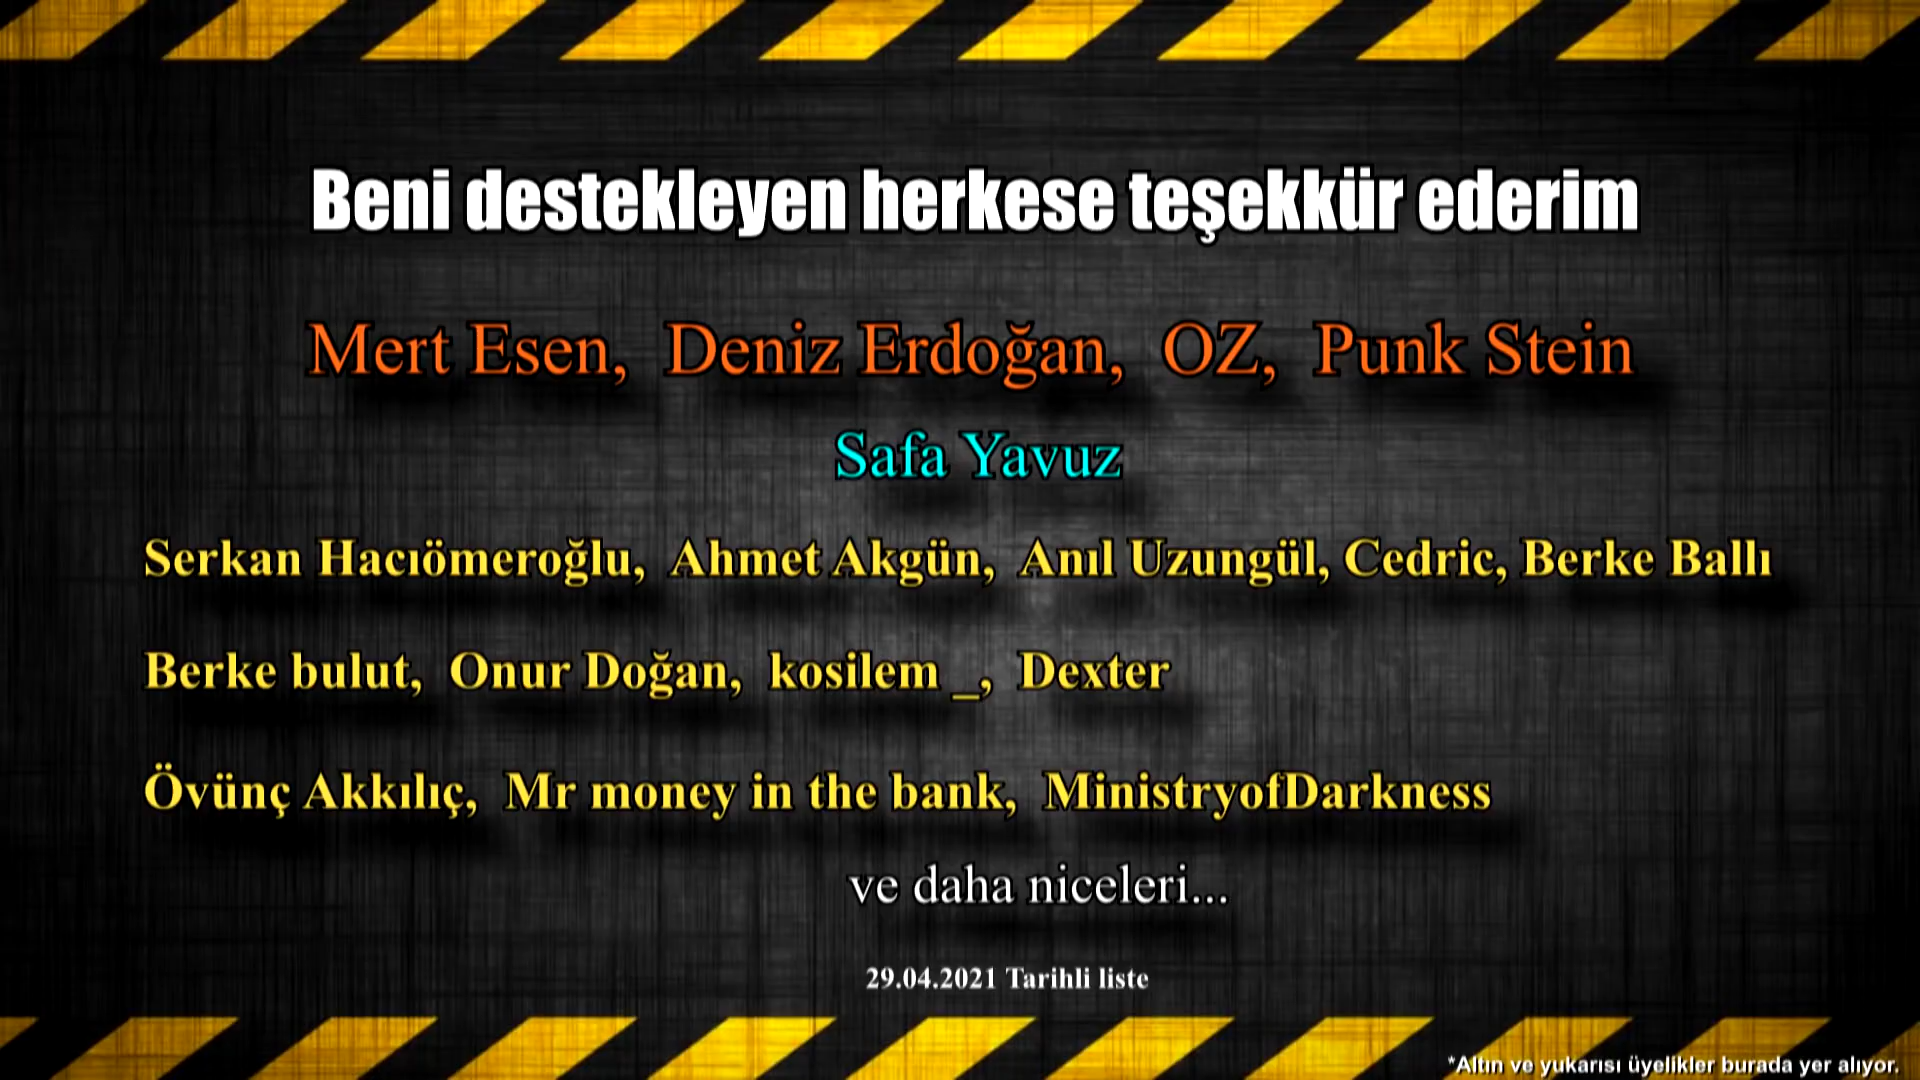 Beni destekleyen herkese teşekkür ederim
Mert Esen, Deniz Erdoğan, OZ, Punk Stein
Safa Yavuz
Serkan Hacıömeroğlu, Ahmet Akgün, Anıl Uzungül, Cedric, Berke Ballı
Berke bulut, Onur Doğan, kosilem _, Dexter
Övünç Akkılıç, Mr money in the bank, MinistryofDarkness
ve daha niceleri...
29.04.2021 Tarihli liste
*Altın ve yukarısı üyelikler burada yer alıyor.